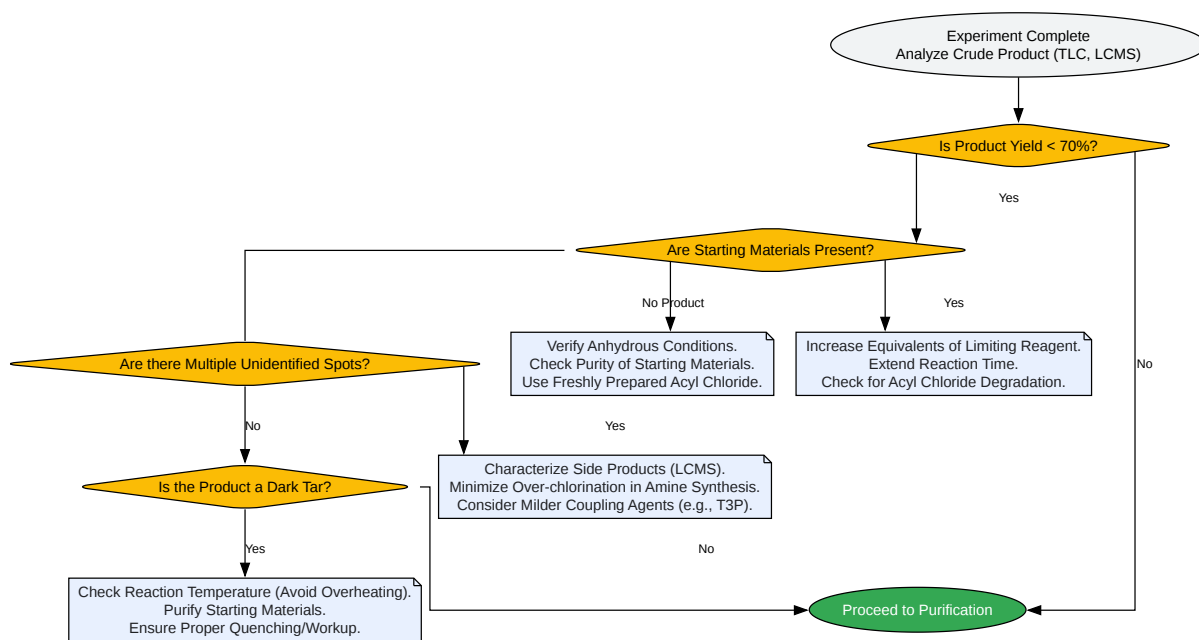 Experiment Complete
Analyze Crude Product (TLC, LCMS)
Is Product Yield < 70%?
Yes
Are Starting Materials Present?
No Product
Yes
Verify Anhydrous Conditions.
Check Purity of Starting Materials.
Use Freshly Prepared Acyl Chloride.
Increase Equivalents of Limiting Reagent.
Extend Reaction Time.
Check for Acyl Chloride Degradation.
No
Are there Multiple Unidentified Spots?
No
Yes
Characterize Side Products (LCMS).
Minimize Over-chlorination in Amine Synthesis.
Consider Milder Coupling Agents (e.g., T3P).
Is the Product a Dark Tar?
Yes
No
Check Reaction Temperature (Avoid Overheating).
Purify Starting Materials.
Ensure Proper Quenching/Workup.
Proceed to Purification